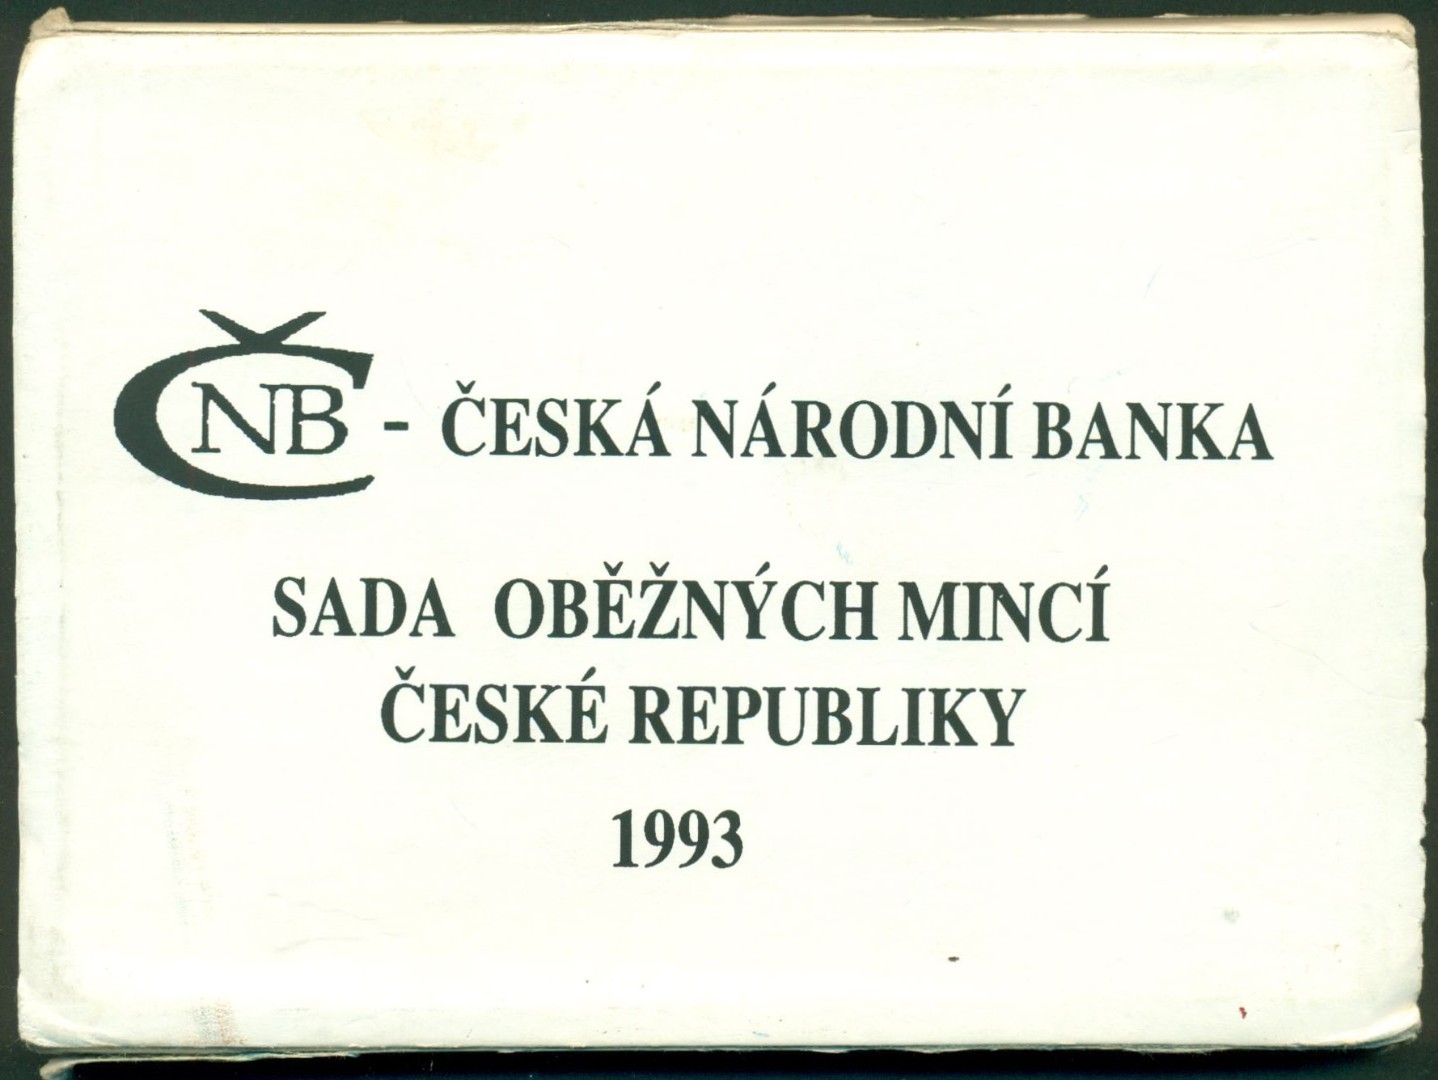 ČNB - ČESKÁ NÁRODNÍ BANKA
SADA OBĚŽNÝCH MINCÍ
ČESKÉ REPUBLIKY
1993